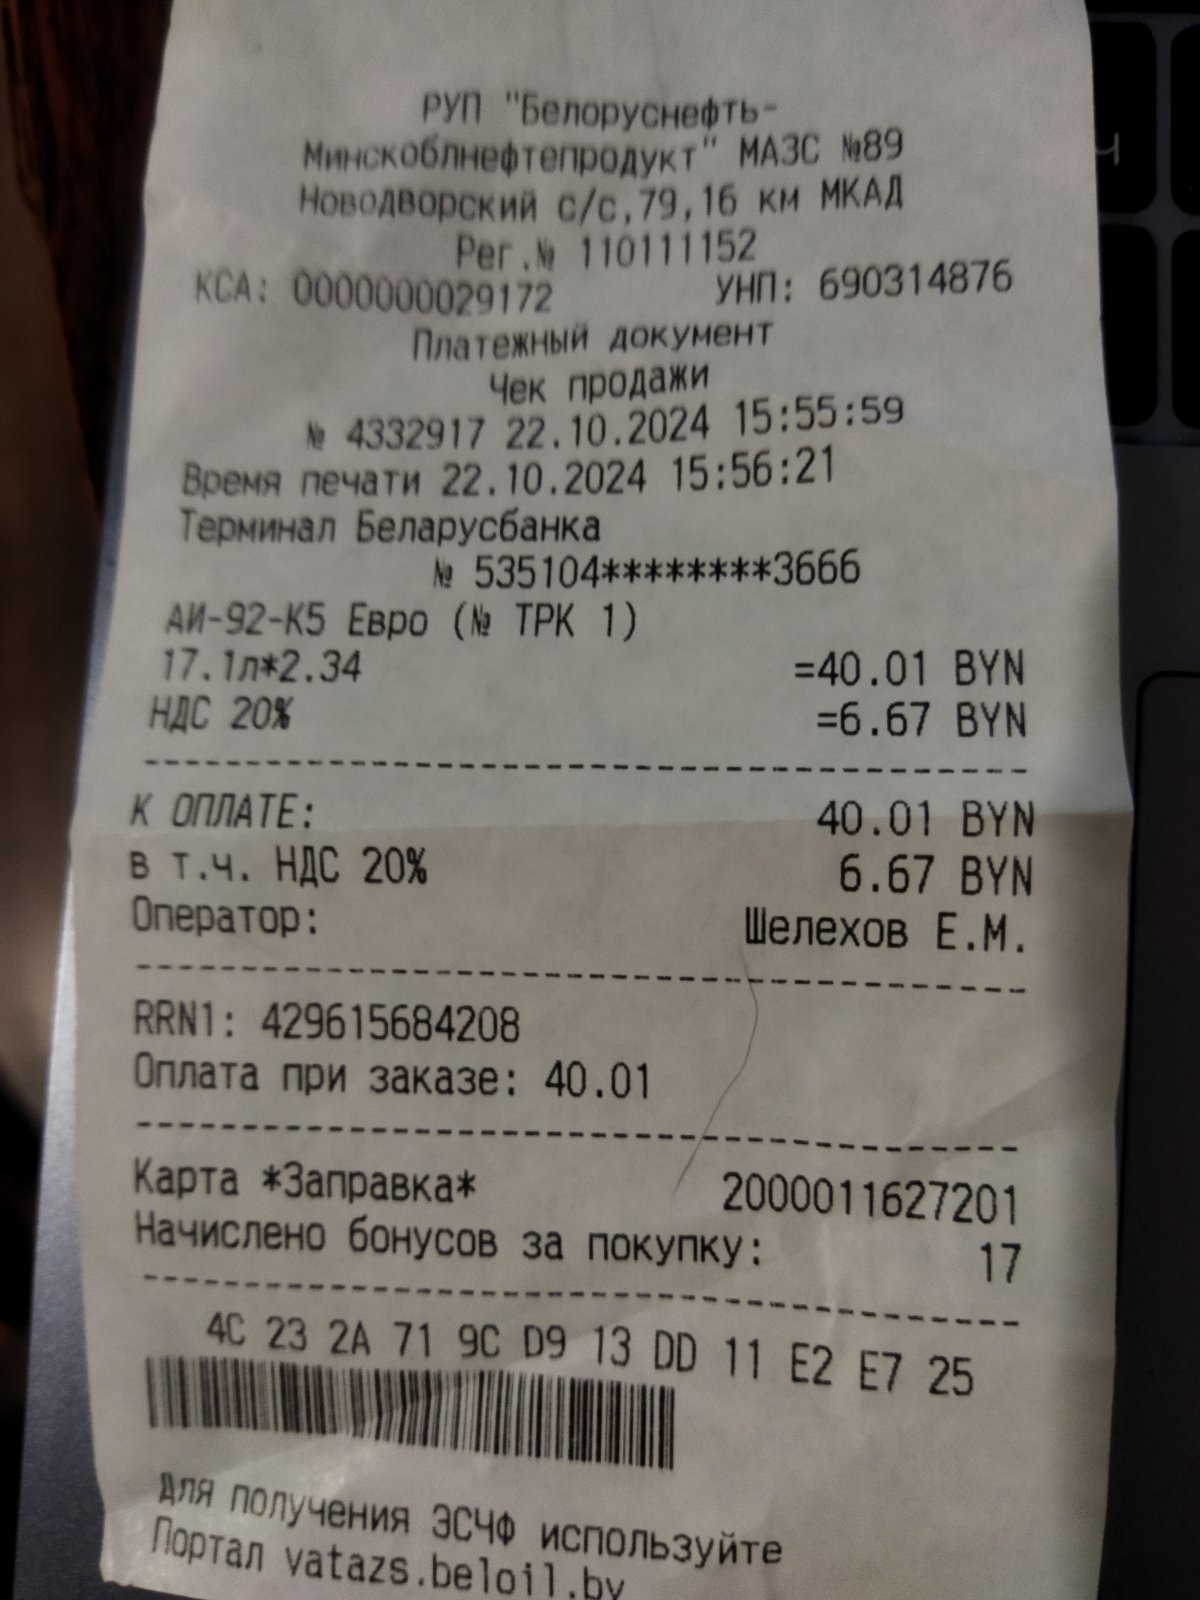 РУП "Белоруснефть-
Минскоблнефтепродукт" МАЗС №89
Новодворский с/с,79,16 км МКАД
Рег.№ 110111152
КСА: 0000000029172 УНП: 690314876
Платежный документ
Чек продажи
№ 4332917 22.10.2024 15:55:59
Время печати 22.10.2024 15:56:21
Терминал Беларусбанка
№ 535104********3666
АИ-92-К5 Евро (№ ТРК 1)
17.1л*2.34 =40.01 BYN
НДС 20% =6.67 BYN
К ОПЛАТЕ: 40.01 BYN
в т.ч. НДС 20% 6.67 BYN
Оператор: Шелехов Е.М.
RRN1: 429615684208
Оплата при заказе: 40.01
Карта *Заправка* 2000011627201
Начислено бонусов за покупку: 17
4C 23 2A 71 9C D9 13 DD 11 E2 E7 25
Для получения ЭСЧФ используйте
Портал vatazs.beloil.by
Ч